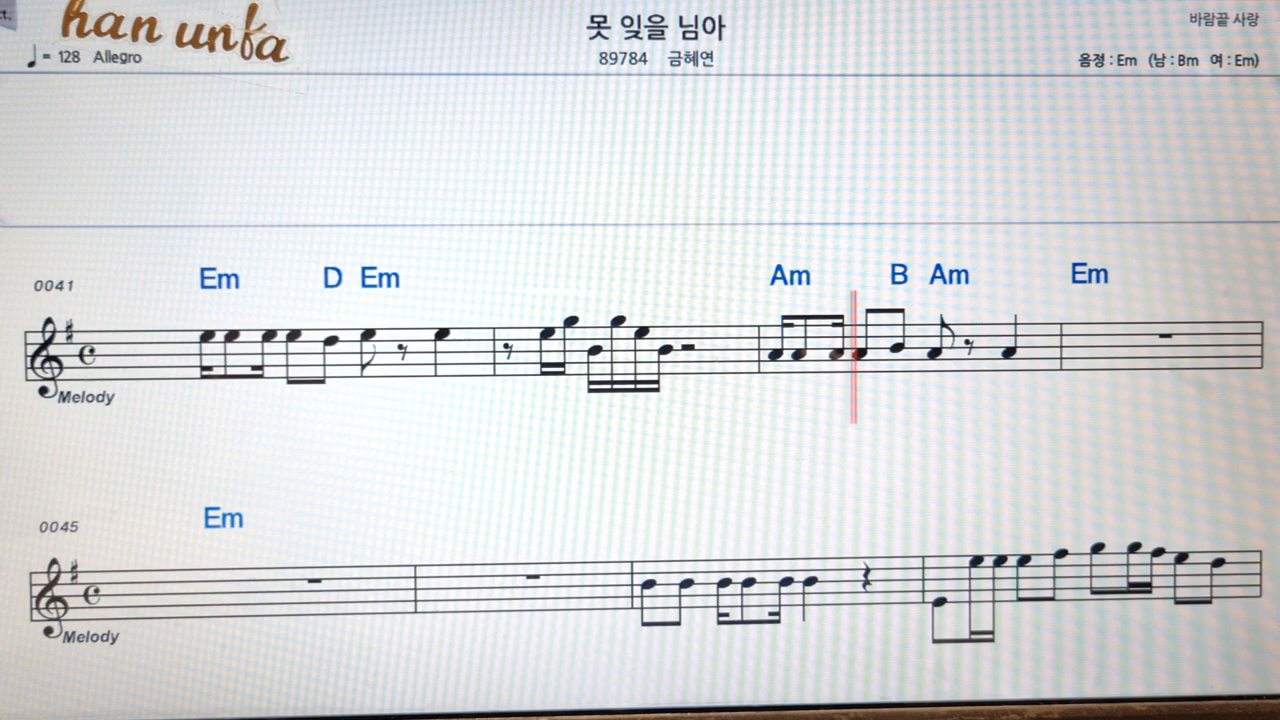 ct.
han unfa
못 잊을 님아
바람끝 사랑
♩= 128 Allegro
89784 금혜연
음정 : Em (남 : Bm 여 : Em)
Em D Em Am B Am Em
0041
Melody
Em
0045
Melody